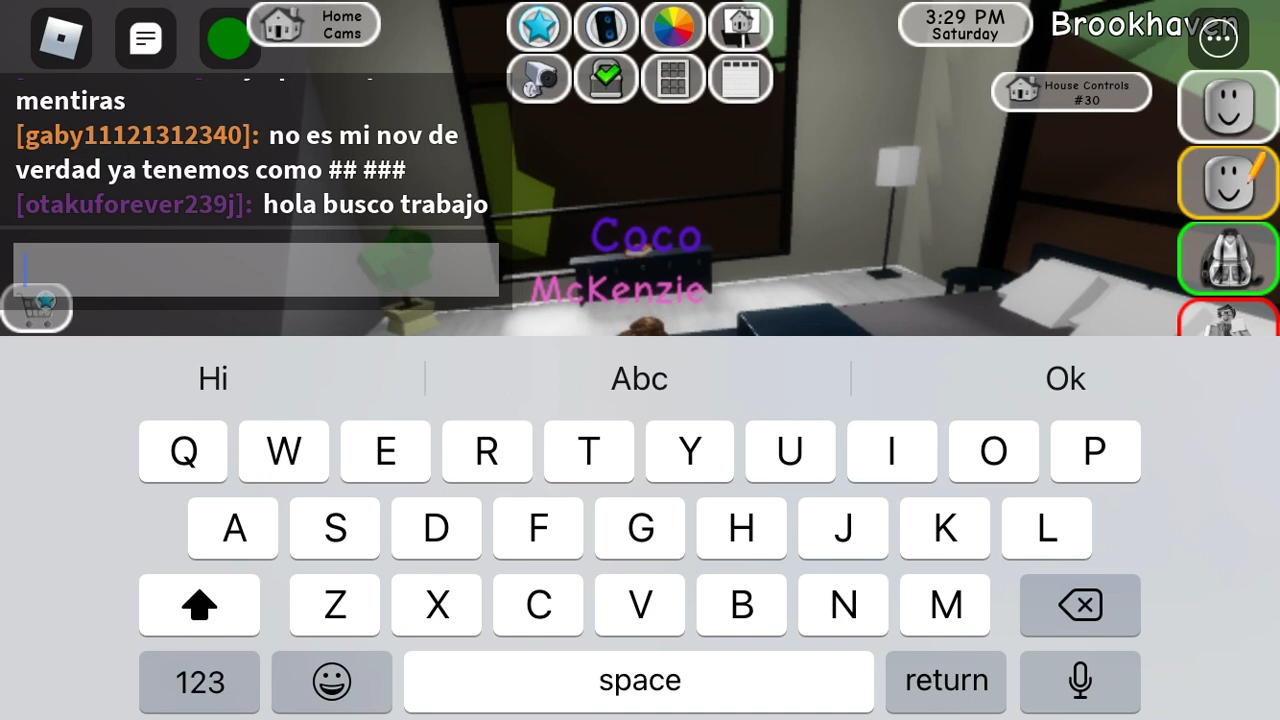 Home
Cams
3:29 PM
Saturday
Brookhaven
House Controls
#30
mentiras
[gaby11121312340]: no es mi nov de
verdad ya tenemos como ## ###
[otakuforever239j]: hola busco trabajo
Coco
McKenzie
Hi Abc Ok
Q W E R T Y U I O P
A S D F G H J K L
Z X C V B N M
123 space return